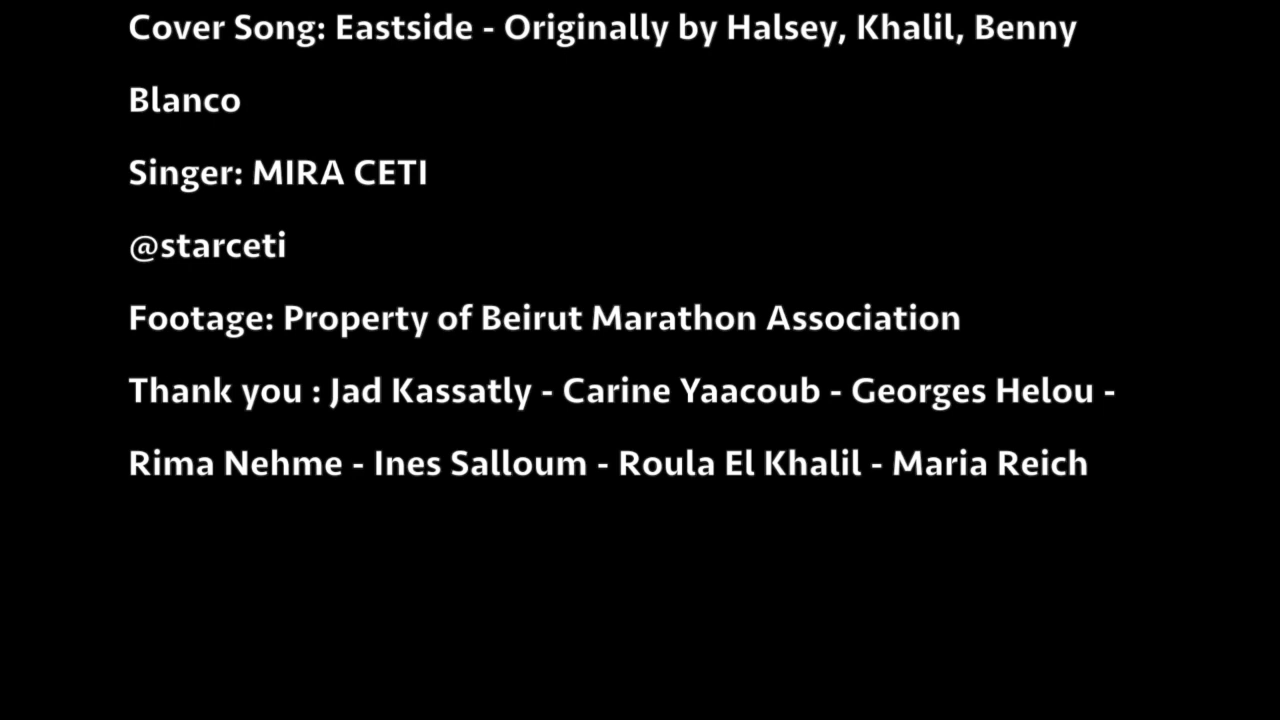 Cover Song: Eastside - Originally by Halsey, Khalil, Benny
Blanco
Singer: MIRA CETI
@starceti
Footage: Property of Beirut Marathon Association
Thank you : Jad Kassatly - Carine Yaacoub - Georges Helou -
Rima Nehme - Ines Salloum - Roula El Khalil - Maria Reich